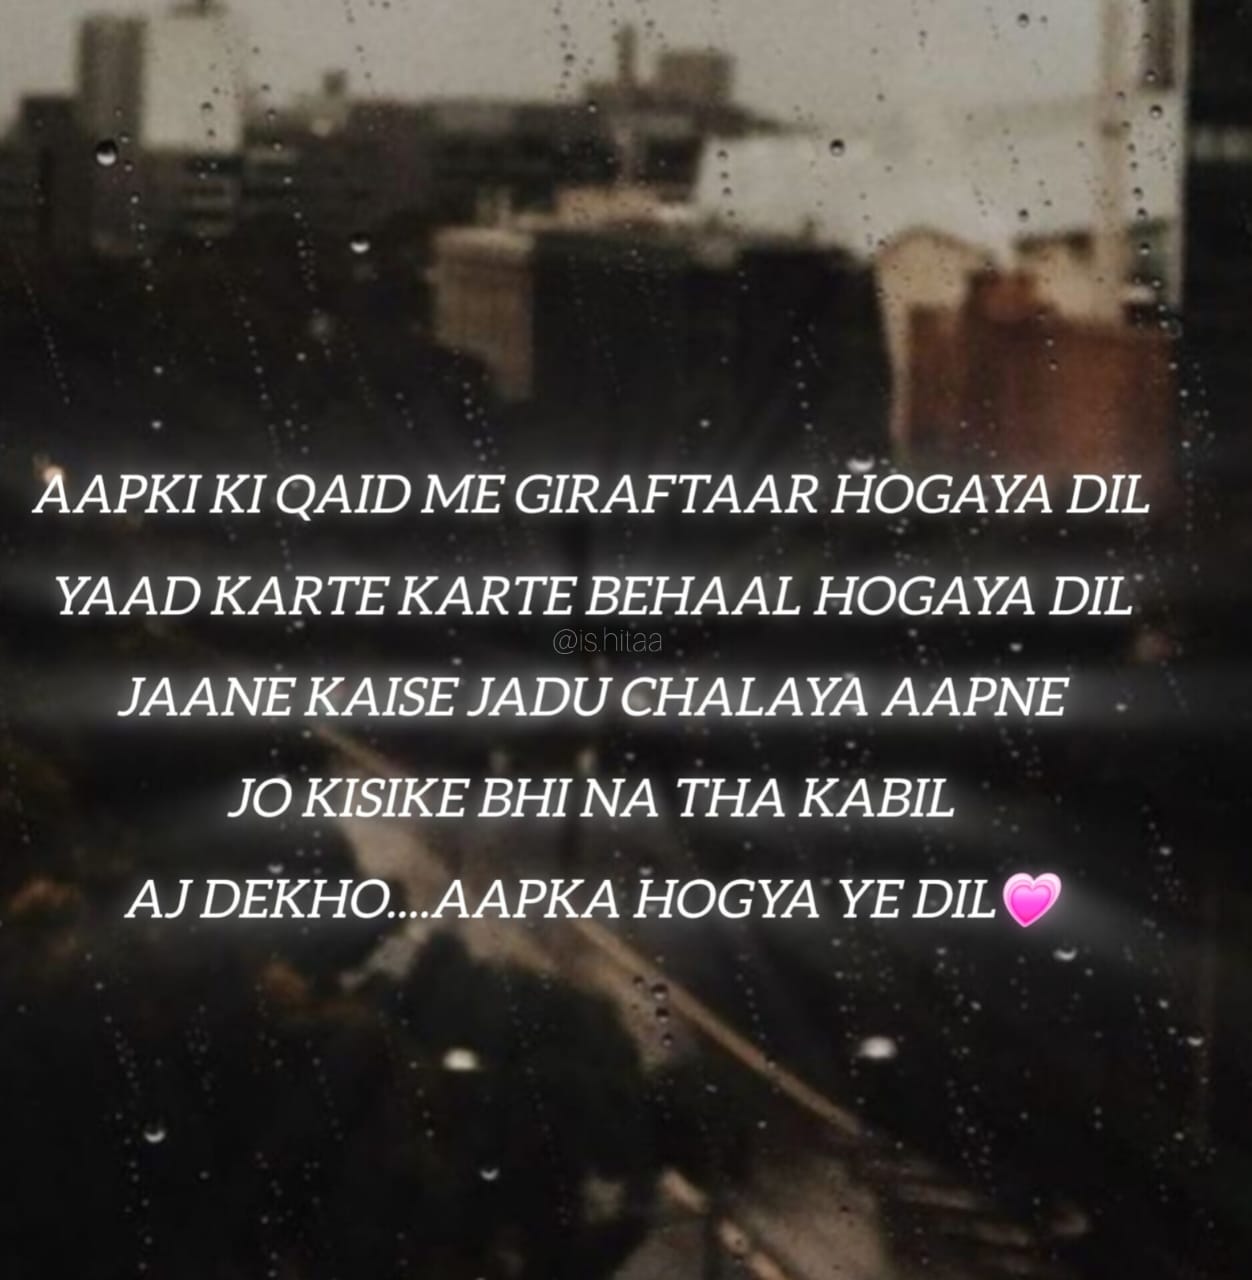 AAPKI KI QAID ME GIRAFTAAR HOGAYA DIL
YAAD KARTE KARTE BEHAAL HOGAYA DIL
@is.hitaa
JAANE KAISE JADU CHALAYA AAPNE
JO KISIKE BHI NA THA KABIL
AJ DEKHO....AAPKA HOGYA YE DIL💗